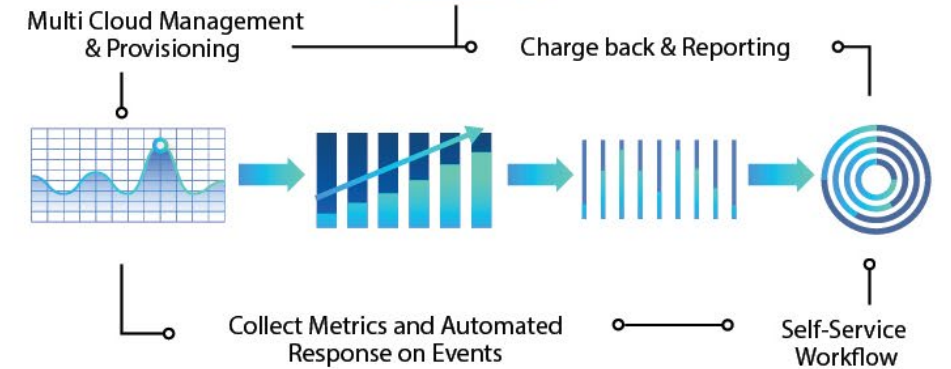 Multi Cloud Management
& Provisioning
Charge back & Reporting
Collect Metrics and Automated
Response on Events
Self-Service
Workflow